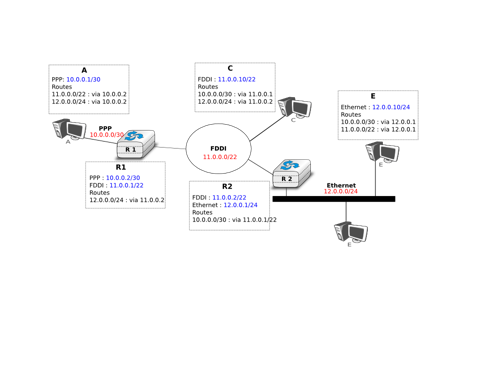 A
PPP: 10.0.0.1/30
Routes
11.0.0.0/22 : via 10.0.0.2
12.0.0.0/24 : via 10.0.0.2
C
FDDI : 11.0.0.10/22
Routes
10.0.0.0/30 : via 11.0.0.1
12.0.0.0/24 : via 11.0.0.2
E
Ethernet : 12.0.0.10/24
Routes
10.0.0.0/30 : via 12.0.0.1
11.0.0.0/22 : via 12.0.0.1
A
PPP
10.0.0.0/30
R 1
C
FDDI
11.0.0.0/22
E
R1
PPP : 10.0.0.2/30
FDDI : 11.0.0.1/22
Routes
12.0.0.0/24 : via 11.0.0.2
R2
FDDI : 11.0.0.2/22
Ethernet : 12.0.0.1/24
Routes
10.0.0.0/30 : via 11.0.0.1/22
R 2
Ethernet
12.0.0.0/24
E